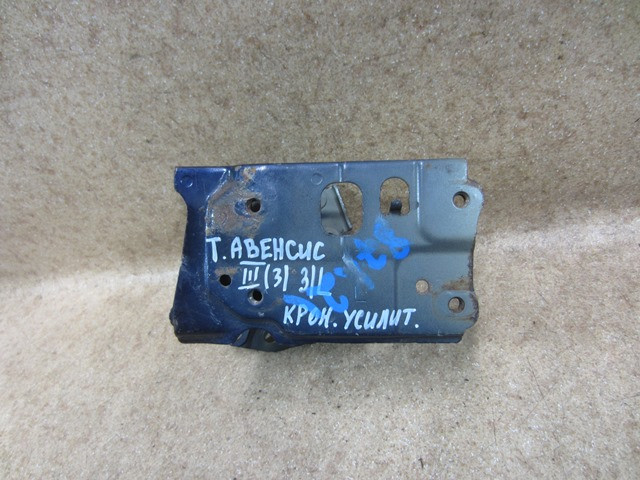 Т. АВЕНСИС
III (3) З/L
КРОН. УСИЛИТ.